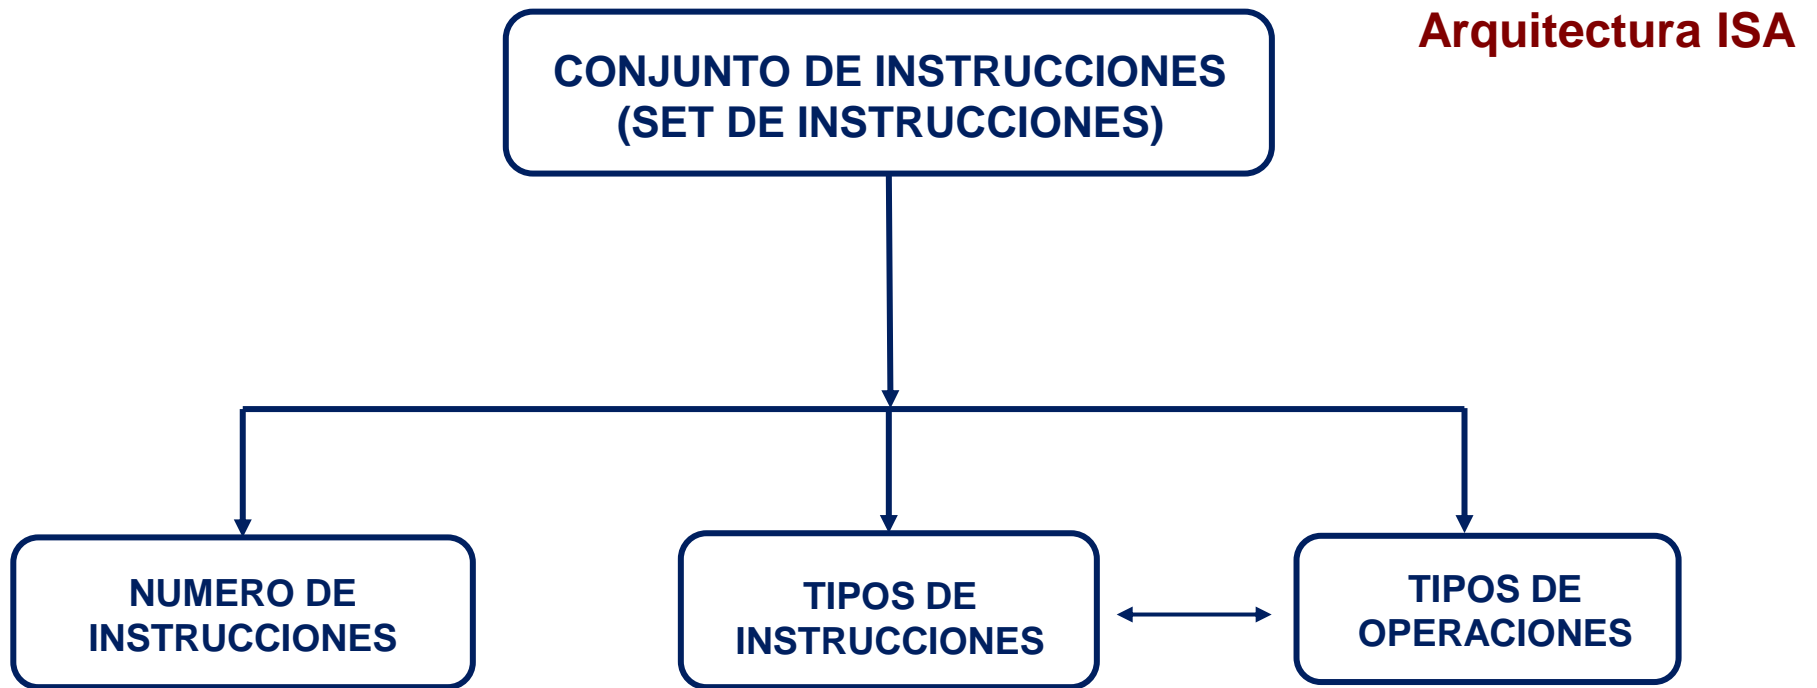 Arquitectura ISA
CONJUNTO DE INSTRUCCIONES
(SET DE INSTRUCCIONES)
NUMERO DE
INSTRUCCIONES
TIPOS DE
INSTRUCCIONES
TIPOS DE
OPERACIONES